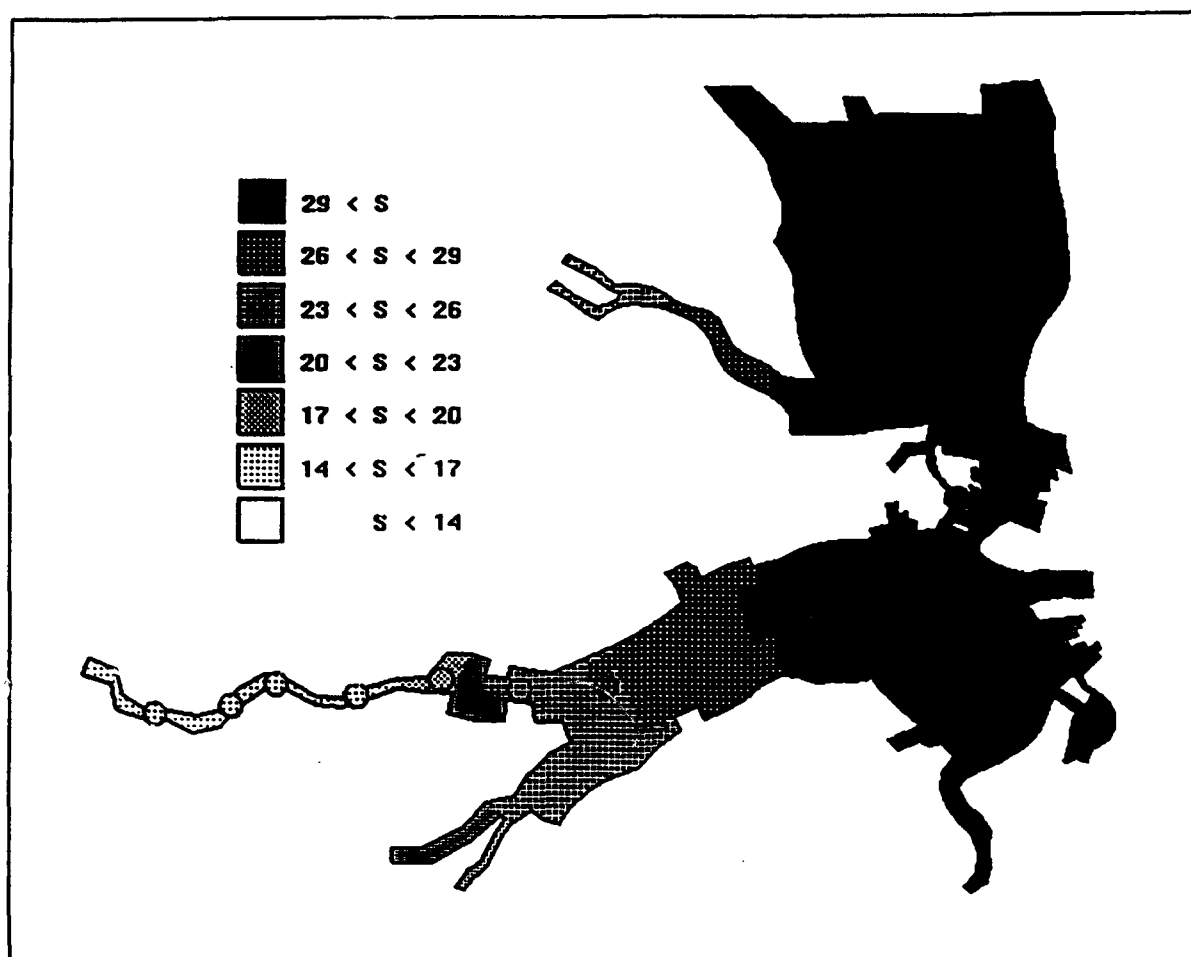 29 < S
26 < S < 29
23 < S < 26
20 < S < 23
17 < S < 20
14 < S < 17
S < 14